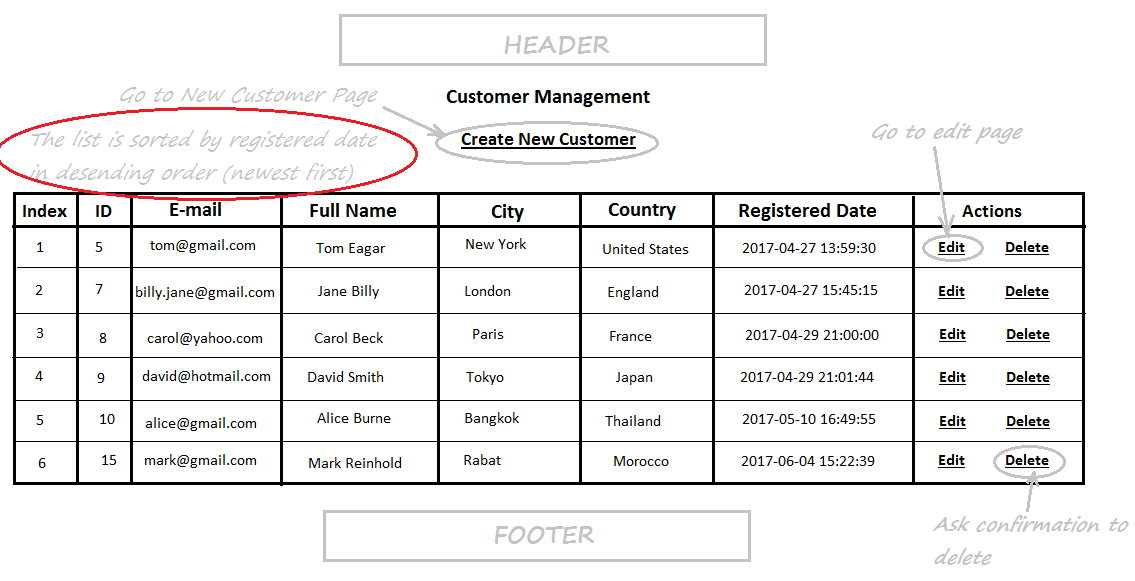 HEADER
Go to New Customer Page
Customer Management
The list is sorted by registered date
in desending order (newest first)
Create New Customer
Go to edit page
Index ID E-mail Full Name City Country Registered Date Actions
1 5 tom@gmail.com Tom Eagar New York United States 2017-04-27 13:59:30 Edit Delete
2 7 billy.jane@gmail.com Jane Billy London England 2017-04-27 15:45:15 Edit Delete
3 8 carol@yahoo.com Carol Beck Paris France 2017-04-29 21:00:00 Edit Delete
4 9 david@hotmail.com David Smith Tokyo Japan 2017-04-29 21:01:44 Edit Delete
5 10 alice@gmail.com Alice Burne Bangkok Thailand 2017-05-10 16:49:55 Edit Delete
6 15 mark@gmail.com Mark Reinhold Rabat Morocco 2017-06-04 15:22:39 Edit Delete
Ask confirmation to
delete
FOOTER